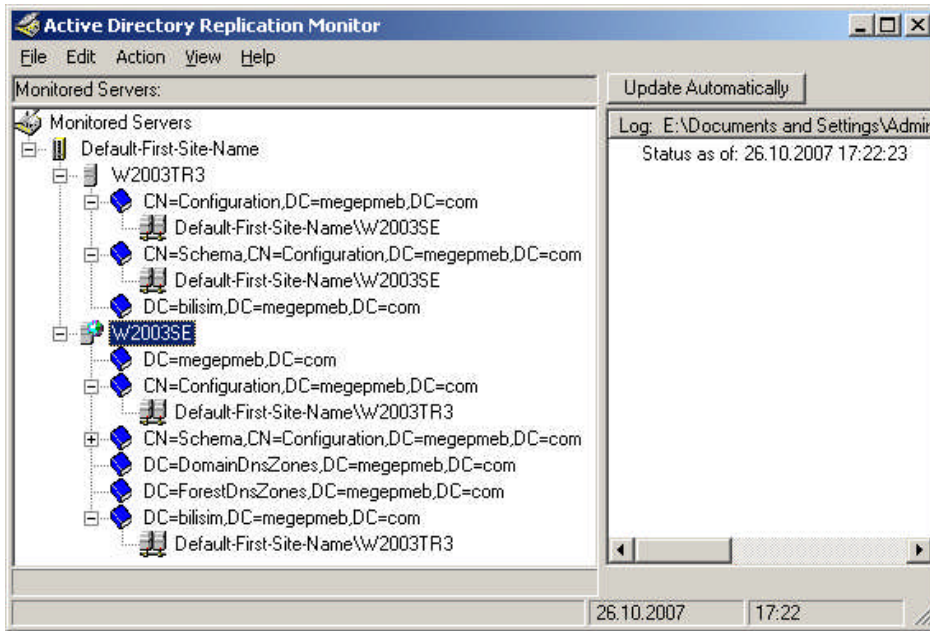 Active Directory Replication Monitor
File Edit Action View Help
Monitored Servers:
Update Automatically
Monitored Servers
Default-First-Site-Name
W2003TR3
CN=Configuration,DC=megepmeb,DC=com
Default-First-Site-Name\W2003SE
CN=Schema,CN=Configuration,DC=megepmeb,DC=com
Default-First-Site-Name\W2003SE
DC=bilisim,DC=megepmeb,DC=com
W2003SE
DC=megepmeb,DC=com
CN=Configuration,DC=megepmeb,DC=com
Default-First-Site-Name\W2003TR3
CN=Schema,CN=Configuration,DC=megepmeb,DC=com
DC=DomainDnsZones,DC=megepmeb,DC=com
DC=ForestDnsZones,DC=megepmeb,DC=com
DC=bilisim,DC=megepmeb,DC=com
Default-First-Site-Name\W2003TR3
Log: E:\Documents and Settings\Admin
Status as of: 26.10.2007 17:22:23
26.10.2007 17:22